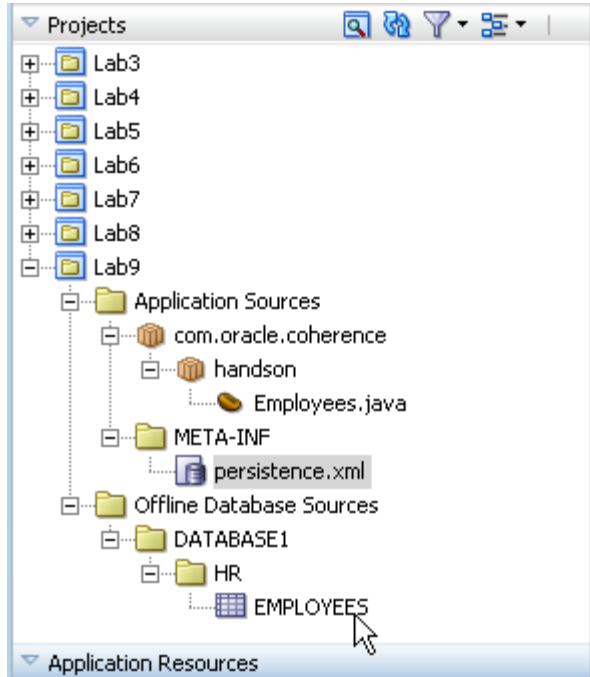 Projects
Lab3
Lab4
Lab5
Lab6
Lab7
Lab8
Lab9
Application Sources
com.oracle.coherence
handson
Employees.java
META-INF
persistence.xml
Offline Database Sources
DATABASE1
HR
EMPLOYEES
Application Resources